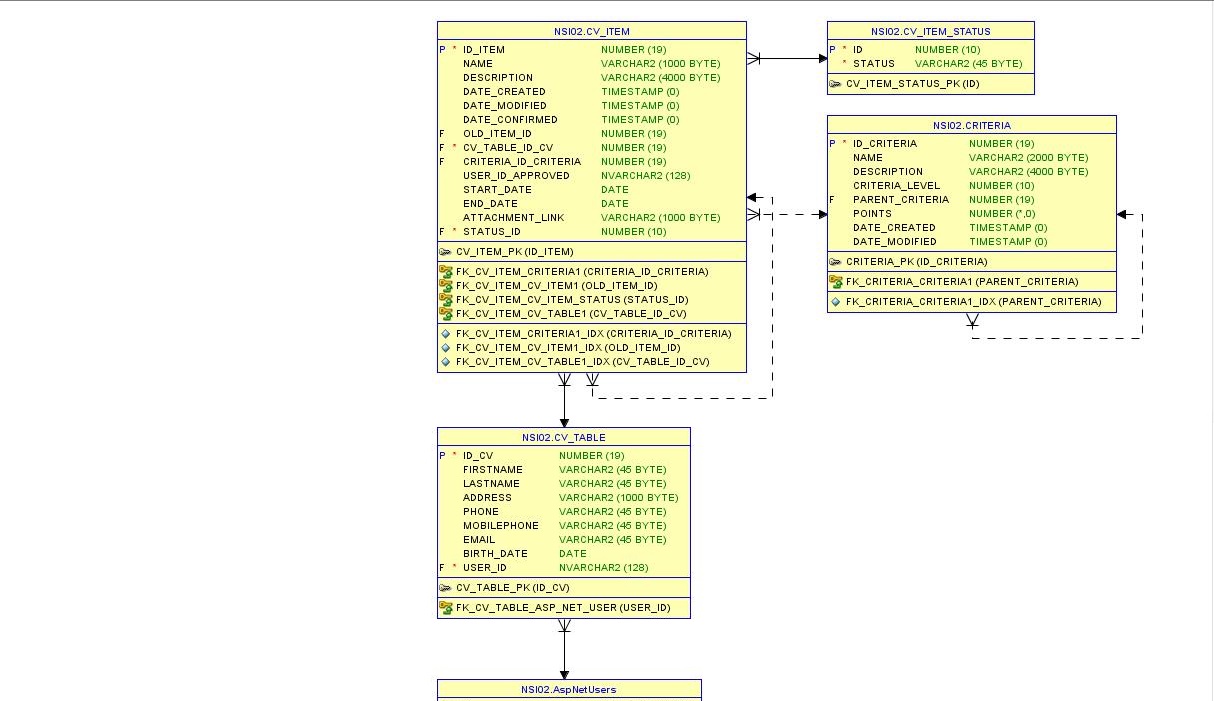 NSI02.CV_ITEM
P * ID_ITEM NUMBER (19)
NAME VARCHAR2 (1000 BYTE)
DESCRIPTION VARCHAR2 (4000 BYTE)
DATE_CREATED TIMESTAMP (0)
DATE_MODIFIED TIMESTAMP (0)
DATE_CONFIRMED TIMESTAMP (0)
F OLD_ITEM_ID NUMBER (19)
F * CV_TABLE_ID_CV NUMBER (19)
F CRITERIA_ID_CRITERIA NUMBER (19)
USER_ID_APPROVED NVARCHAR2 (128)
START_DATE DATE
END_DATE DATE
ATTACHMENT_LINK VARCHAR2 (1000 BYTE)
F * STATUS_ID NUMBER (10)
CV_ITEM_PK (ID_ITEM)
FK_CV_ITEM_CRITERIA1 (CRITERIA_ID_CRITERIA)
FK_CV_ITEM_CV_ITEM1 (OLD_ITEM_ID)
FK_CV_ITEM_CV_ITEM_STATUS (STATUS_ID)
FK_CV_ITEM_CV_TABLE1 (CV_TABLE_ID_CV)
FK_CV_ITEM_CRITERIA1_IDX (CRITERIA_ID_CRITERIA)
FK_CV_ITEM_CV_ITEM1_IDX (OLD_ITEM_ID)
FK_CV_ITEM_CV_TABLE1_IDX (CV_TABLE_ID_CV)
NSI02.CV_ITEM_STATUS
P * ID NUMBER (10)
* STATUS VARCHAR2 (45 BYTE)
CV_ITEM_STATUS_PK (ID)
NSI02.CRITERIA
P * ID_CRITERIA NUMBER (19)
NAME VARCHAR2 (2000 BYTE)
DESCRIPTION VARCHAR2 (4000 BYTE)
CRITERIA_LEVEL NUMBER (10)
F PARENT_CRITERIA NUMBER (19)
POINTS NUMBER (*,0)
DATE_CREATED TIMESTAMP (0)
DATE_MODIFIED TIMESTAMP (0)
CRITERIA_PK (ID_CRITERIA)
FK_CRITERIA_CRITERIA1 (PARENT_CRITERIA)
FK_CRITERIA_CRITERIA1_IDX (PARENT_CRITERIA)
NSI02.CV_TABLE
P * ID_CV NUMBER (19)
FIRSTNAME VARCHAR2 (45 BYTE)
LASTNAME VARCHAR2 (45 BYTE)
ADDRESS VARCHAR2 (1000 BYTE)
PHONE VARCHAR2 (45 BYTE)
MOBILEPHONE VARCHAR2 (45 BYTE)
EMAIL VARCHAR2 (45 BYTE)
BIRTH_DATE DATE
F * USER_ID NVARCHAR2 (128)
CV_TABLE_PK (ID_CV)
FK_CV_TABLE_ASP_NET_USER (USER_ID)
NSI02.AspNetUsers